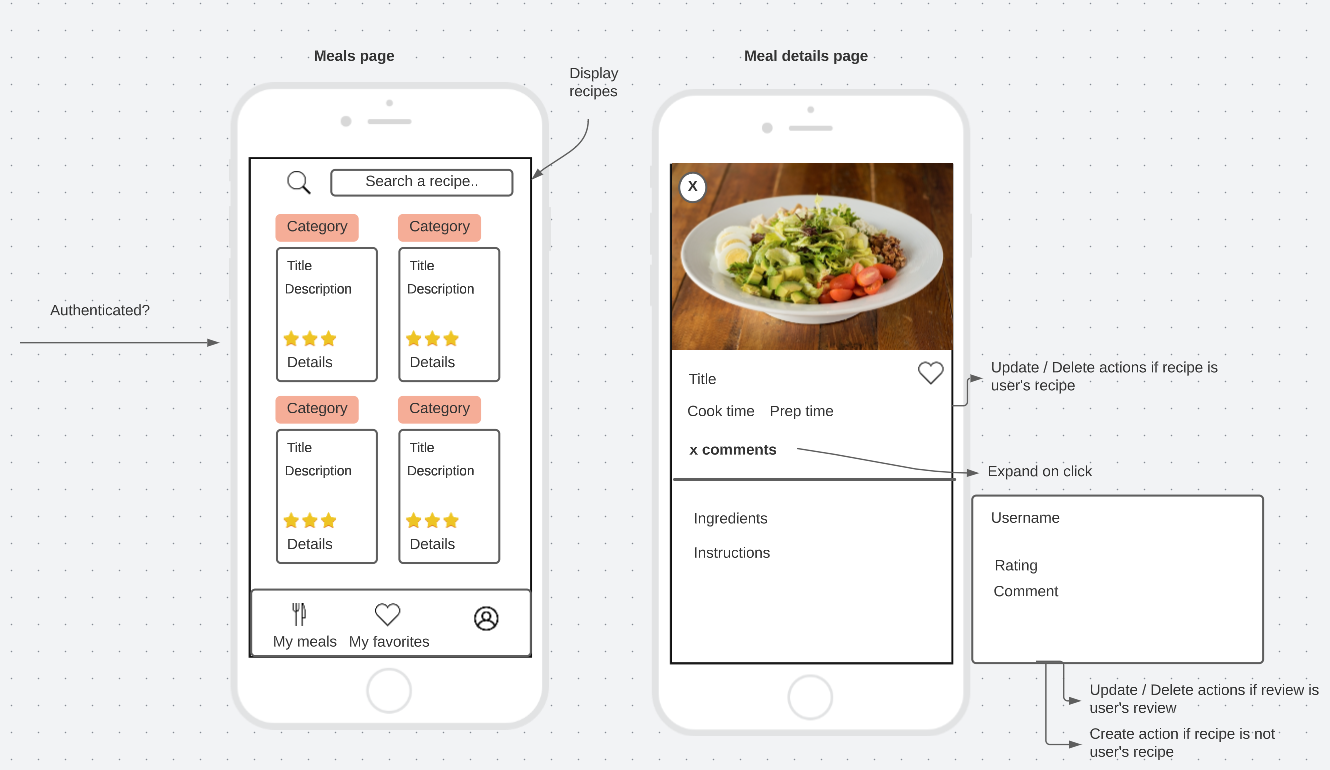 Meals page
Display
recipes
Authenticated?
Search a recipe..
Category
Category
Title
Description
Details
Title
Description
Details
Category
Category
Title
Description
Details
Title
Description
Details
My meals
My favorites
Meal details page
X
Title
Cook time
Prep time
x comments
Ingredients
Instructions
Update / Delete actions if recipe is
user's recipe
Expand on click
Username
Rating
Comment
Update / Delete actions if review is
user's review
Create action if recipe is not
user's recipe